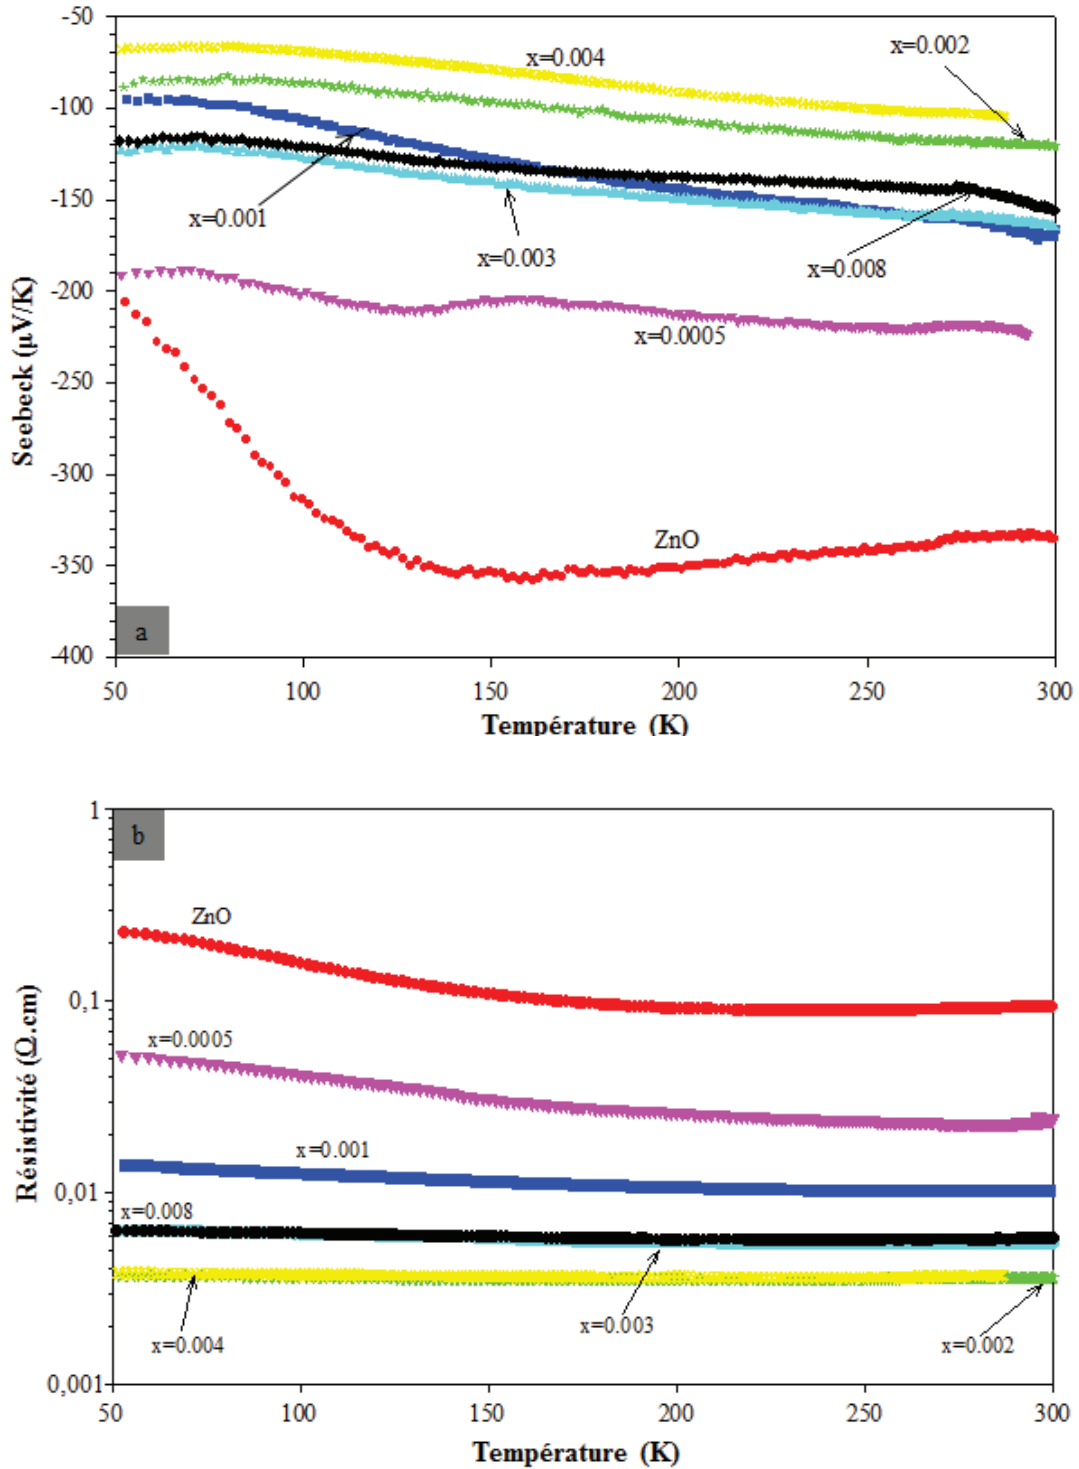 -50
-100
-150
-200
-250
-300
-350
-400
Seebeck (µV/K)
x=0.004
x=0.002
x=0.001
x=0.003
x=0.008
x=0.0005
ZnO
a
50 100 150 200 250 300
Température (K)
1
0,1
0,01
0,001
Résistivité (Ω.cm)
b
ZnO
x=0.0005
x=0.001
x=0.008
x=0.004
x=0.003
x=0.002
50 100 150 200 250 300
Température (K)